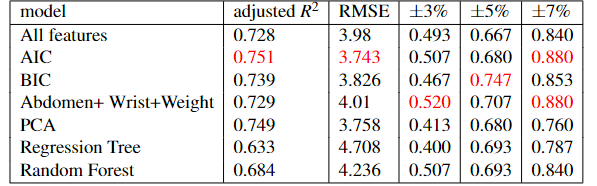 model adjusted R² RMSE ±3% ±5% ±7%
All features 0.728 3.98 0.493 0.667 0.840
AIC 0.751 3.743 0.507 0.680 0.880
BIC 0.739 3.826 0.467 0.747 0.853
Abdomen+ Wrist+Weight 0.729 4.01 0.520 0.707 0.880
PCA 0.749 3.758 0.413 0.680 0.760
Regression Tree 0.633 4.708 0.400 0.693 0.787
Random Forest 0.684 4.236 0.507 0.693 0.840